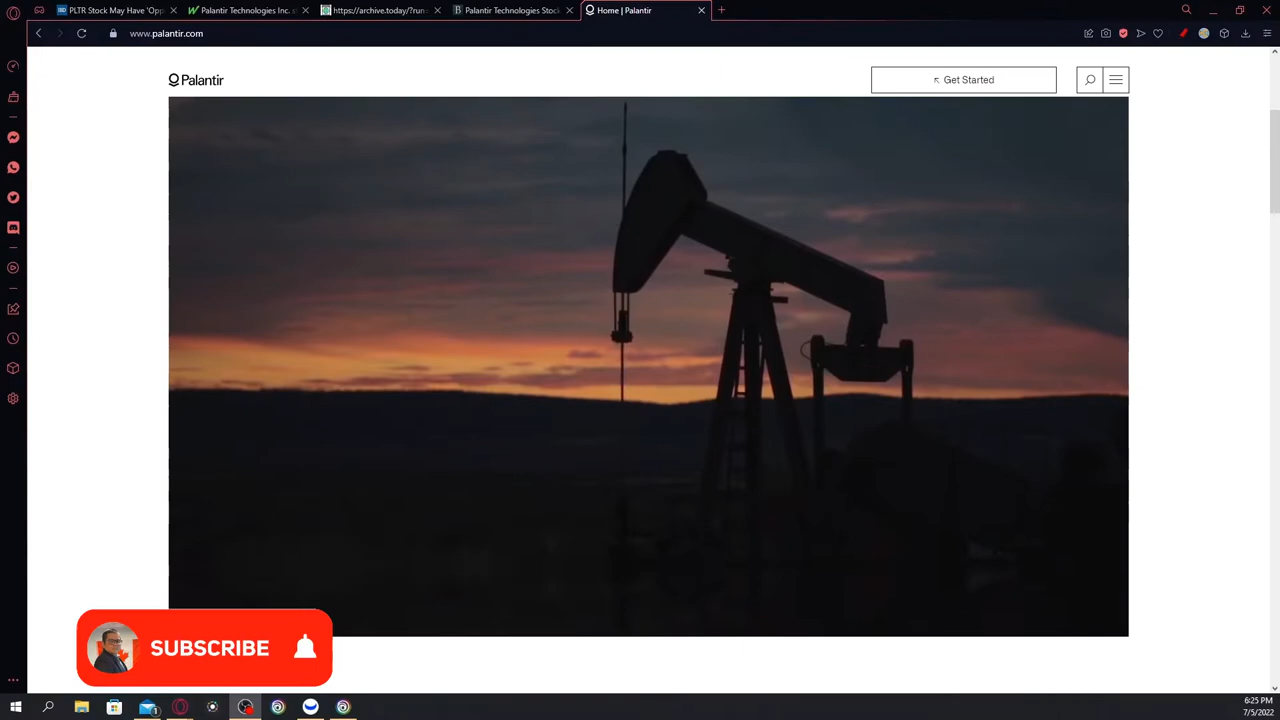 PLTR Stock May Have 'Opp
Palantir Technologies Inc. s
https://archive.today/?run
Palantir Technologies Stock
Home | Palantir
www.palantir.com
Palantir
Get Started
SUBSCRIBE
1
6:25 PM
7/5/2022